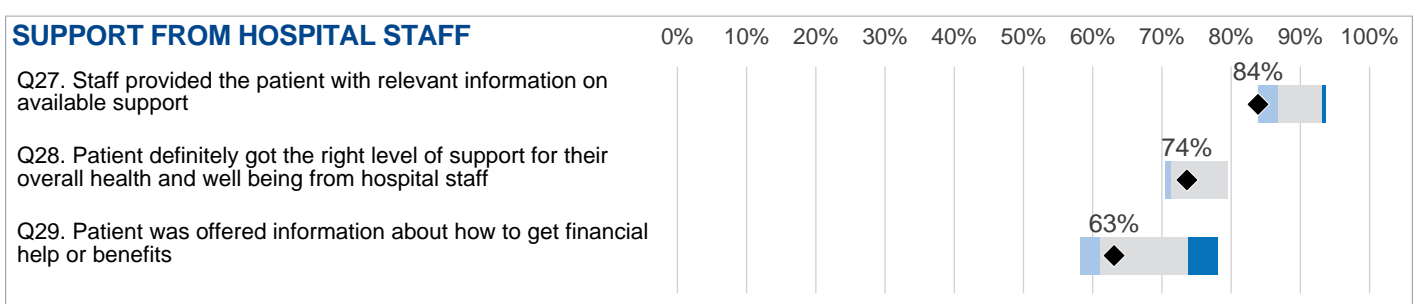 SUPPORT FROM HOSPITAL STAFF 0% 10% 20% 30% 40% 50% 60% 70% 80% 90% 100%
Q27. Staff provided the patient with relevant information on
available support
84%
Q28. Patient definitely got the right level of support for their
overall health and well being from hospital staff
74%
Q29. Patient was offered information about how to get financial
help or benefits
63%